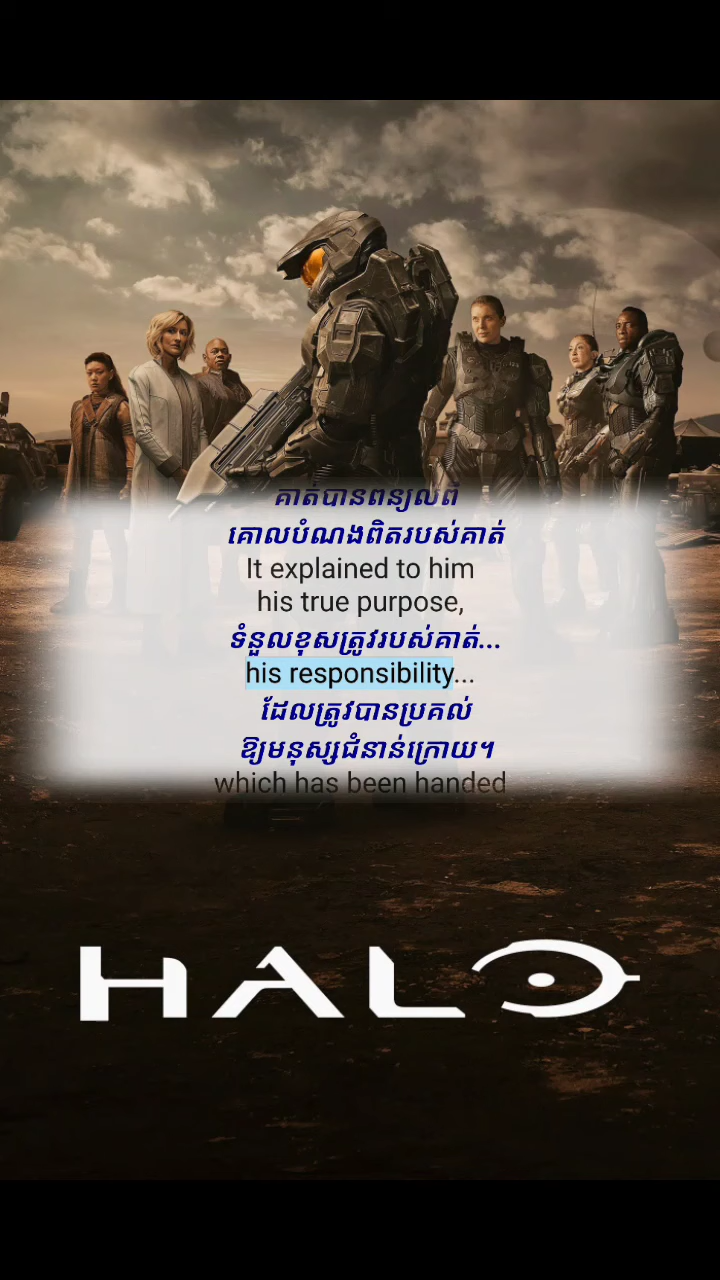 គាត់បានពន្យល់ពី
គោលបំណងពិតរបស់គាត់
It explained to him
his true purpose,
ទំនួលខុសត្រូវរបស់គាត់...
his responsibility...
ដែលត្រូវបានប្រគល់
ឱ្យមនុស្សជំនាន់ក្រោយ។
which has been handed
HALO